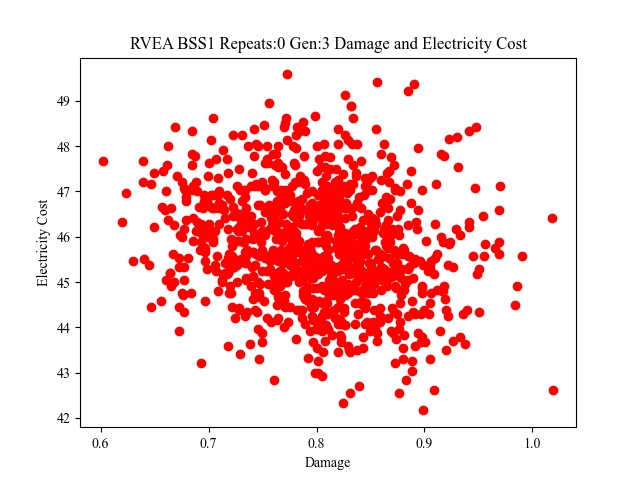 RVEA BSS1 Repeats:0 Gen:3 Damage and Electricity Cost
49
48
47
46
45
44
43
42
Electricity Cost
0.6 0.7 0.8 0.9 1.0
Damage